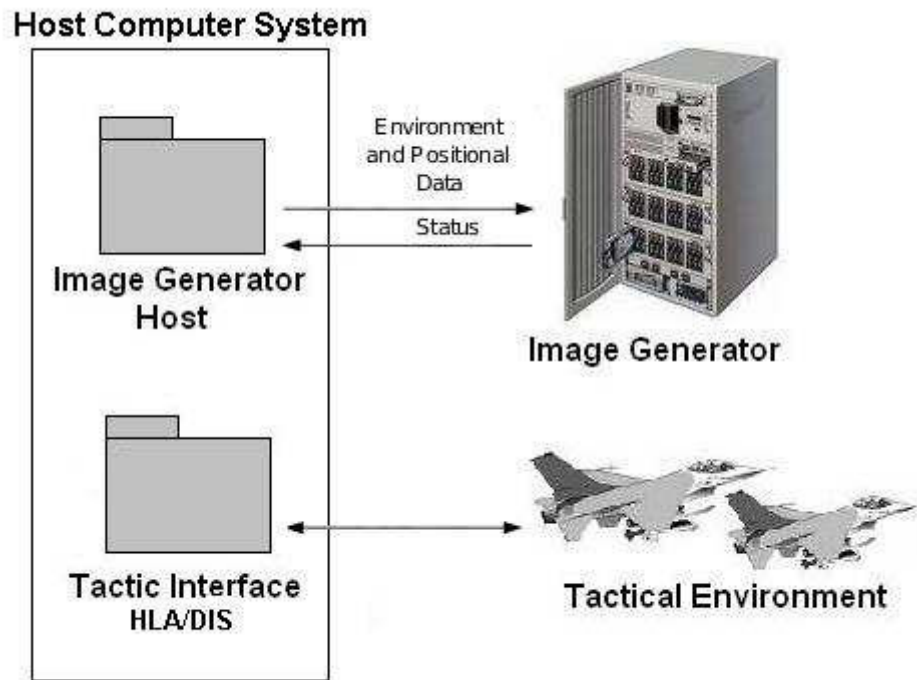 Host Computer System
Environment
and Positional
Data
Status
Image Generator
Host
Image Generator
Tactic Interface
HLA/DIS
Tactical Environment